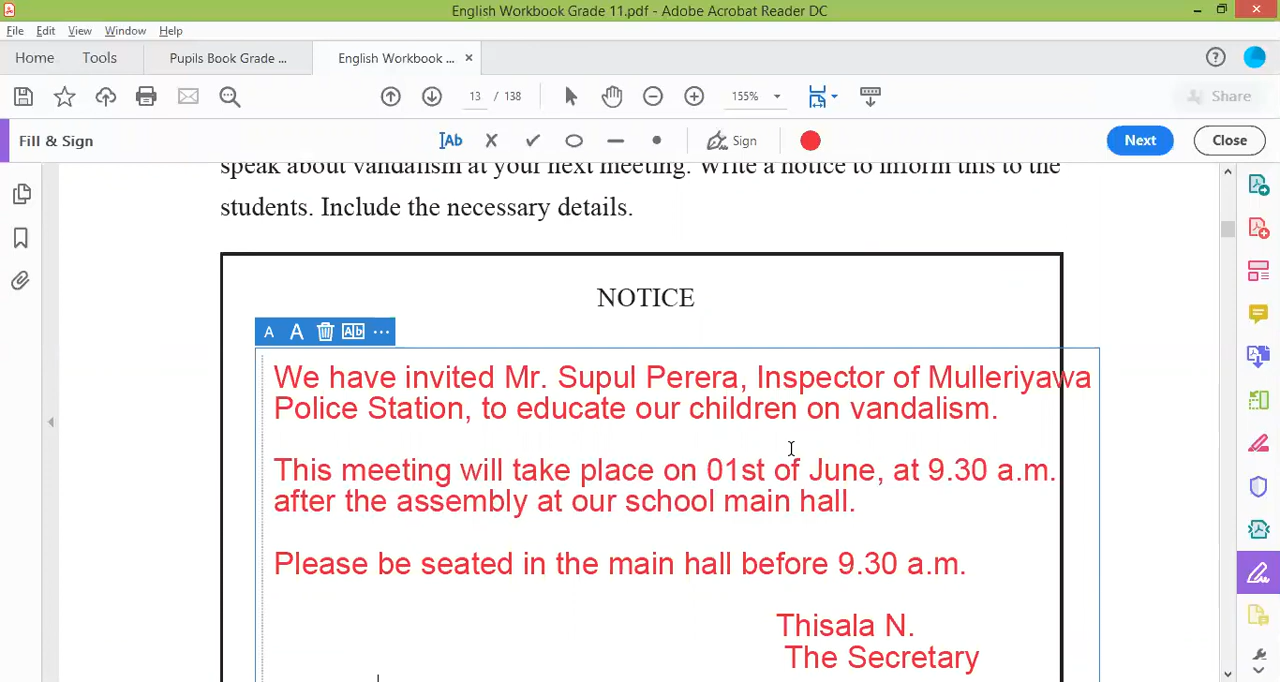 English Workbook Grade 11.pdf - Adobe Acrobat Reader DC
File Edit View Window Help
Home Tools Pupils Book Grade ... English Workbook ... ×
13 / 138 155% Share
Fill & Sign Ab Sign Next Close
speak about vandalism at your next meeting. Write a notice to inform this to the
students. Include the necessary details.
NOTICE
A A Ab ...
We have invited Mr. Supul Perera, Inspector of Mulleriyawa
Police Station, to educate our children on vandalism.
This meeting will take place on 01st of June, at 9.30 a.m.
after the assembly at our school main hall.
Please be seated in the main hall before 9.30 a.m.
Thisala N.
The Secretary